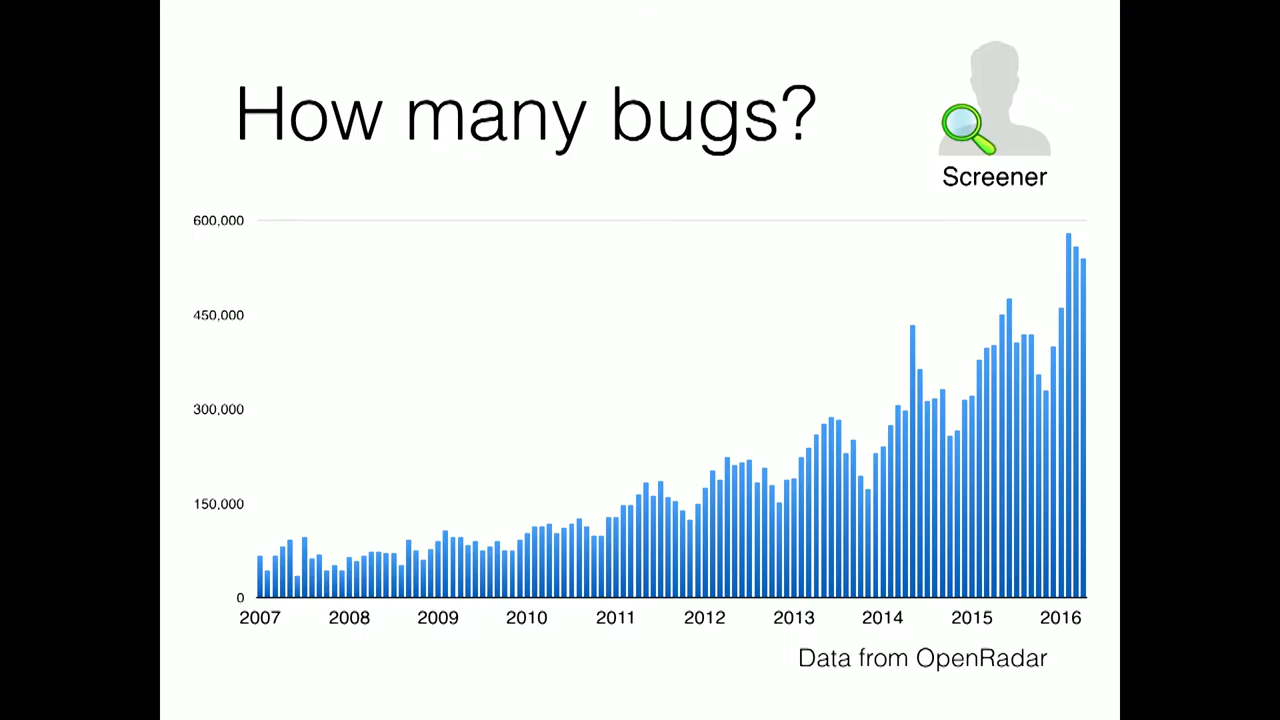 How many bugs?
Screener
600,000
450,000
300,000
150,000
0
2007 2008 2009 2010 2011 2012 2013 2014 2015 2016
Data from OpenRadar